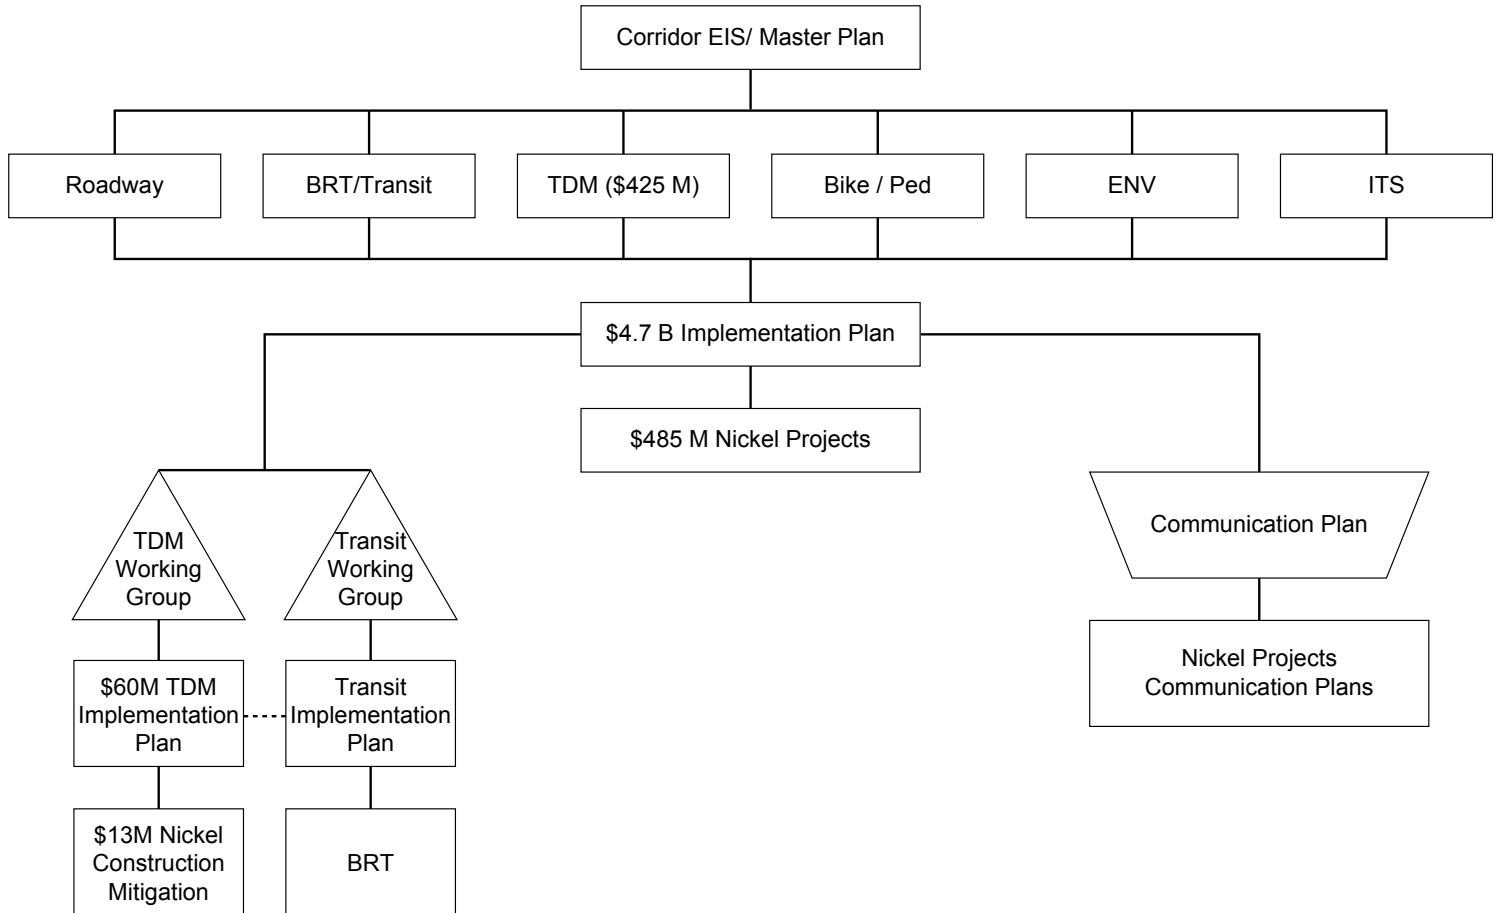 Corridor EIS/ Master Plan
Roadway
BRT/Transit
TDM ($425 M)
Bike / Ped
ENV
ITS
$4.7 B Implementation Plan
$485 M Nickel Projects
TDM
Working
Group
Transit
Working
Group
Communication Plan
$60M TDM
Implementation
Plan
Transit
Implementation
Plan
Nickel Projects
Communication Plans
$13M Nickel
Construction
Mitigation
BRT